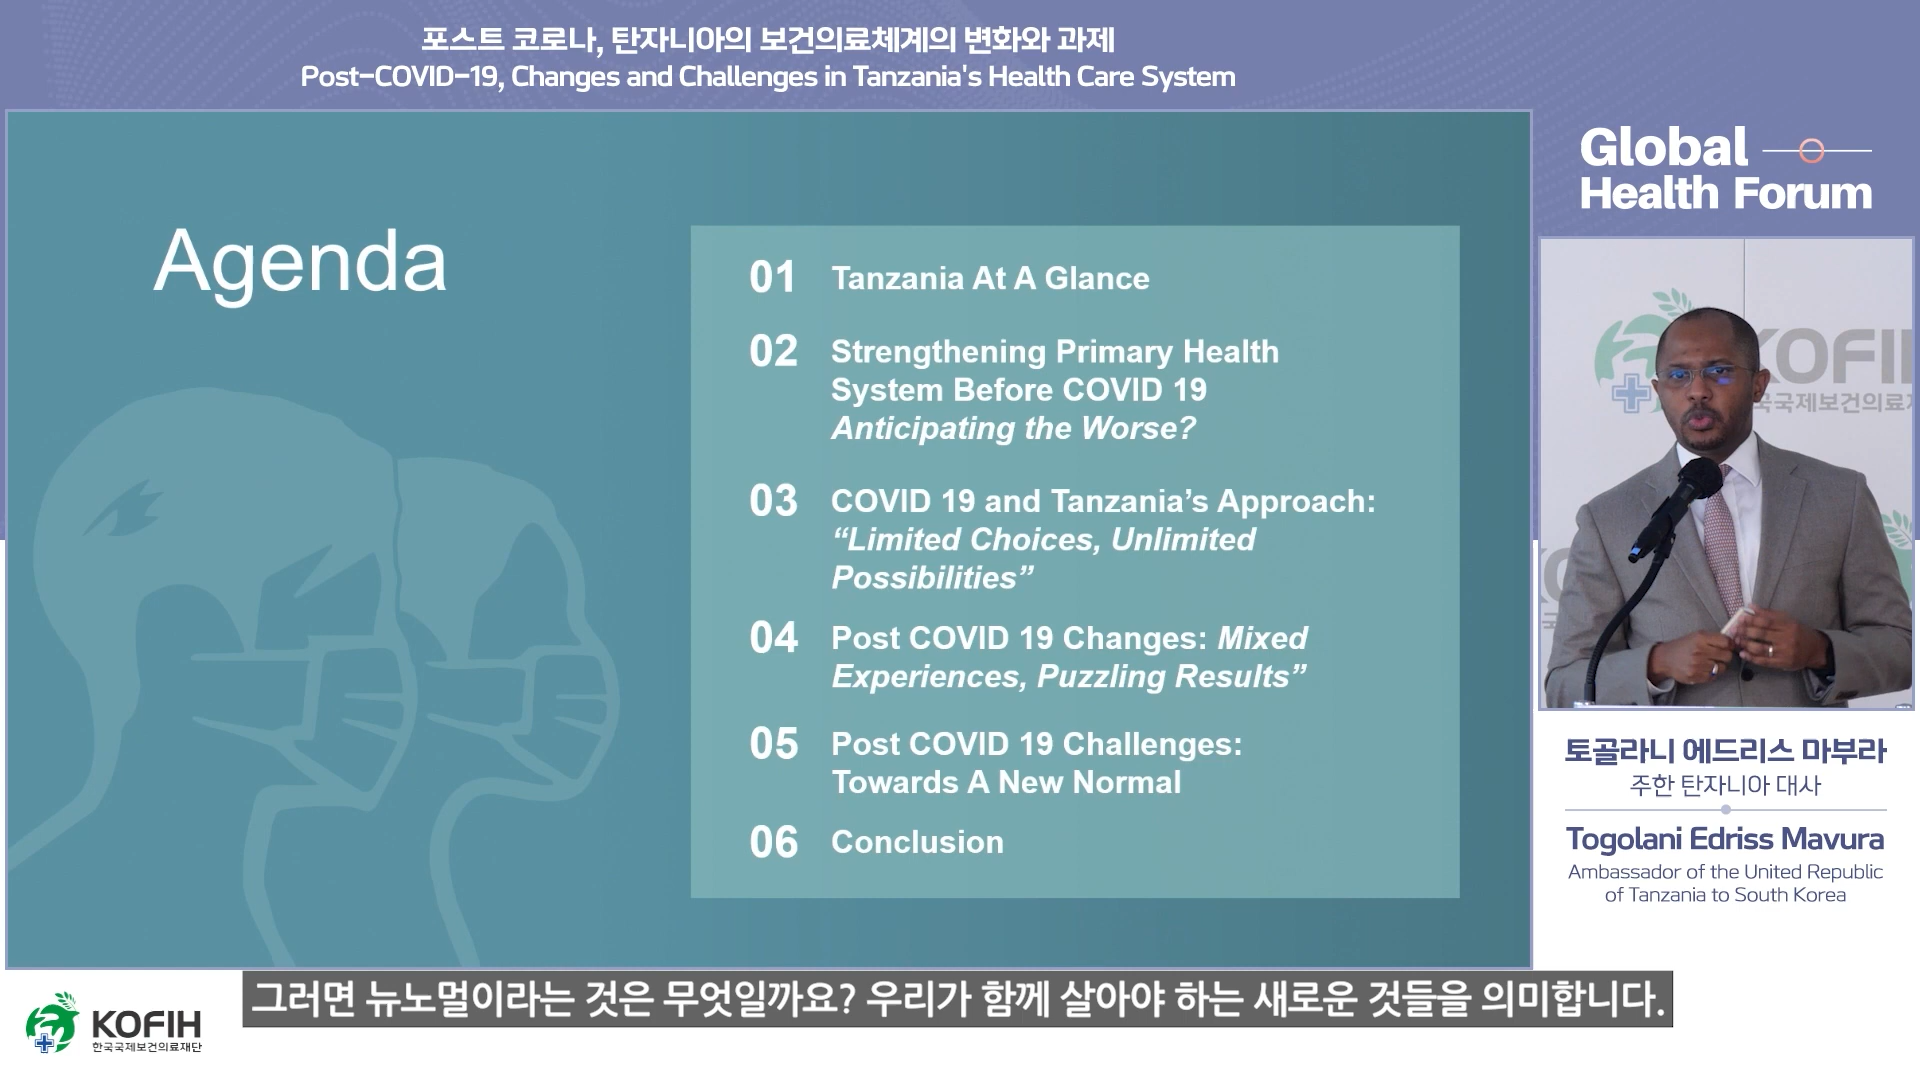 포스트 코로나, 탄자니아의 보건의료체계의 변화와 과제
Post-COVID-19, Changes and Challenges in Tanzania's Health Care System
Global
Health Forum
Agenda
01 Tanzania At A Glance
02 Strengthening Primary Health
System Before COVID 19
Anticipating the Worse?
03 COVID 19 and Tanzania’s Approach:
“Limited Choices, Unlimited
Possibilities”
04 Post COVID 19 Changes: Mixed
Experiences, Puzzling Results”
05 Post COVID 19 Challenges:
Towards A New Normal
06 Conclusion
KOFI
국국제보건의료
토골라니 에드리스 마부라
주한 탄자니아 대사
Togolani Edriss Mavura
Ambassador of the United Republic
of Tanzania to South Korea
그러면 뉴노멀이라는 것은 무엇일까요? 우리가 함께 살아야 하는 새로운 것들을 의미합니다.
KOFIH
한국국제보건의료재단